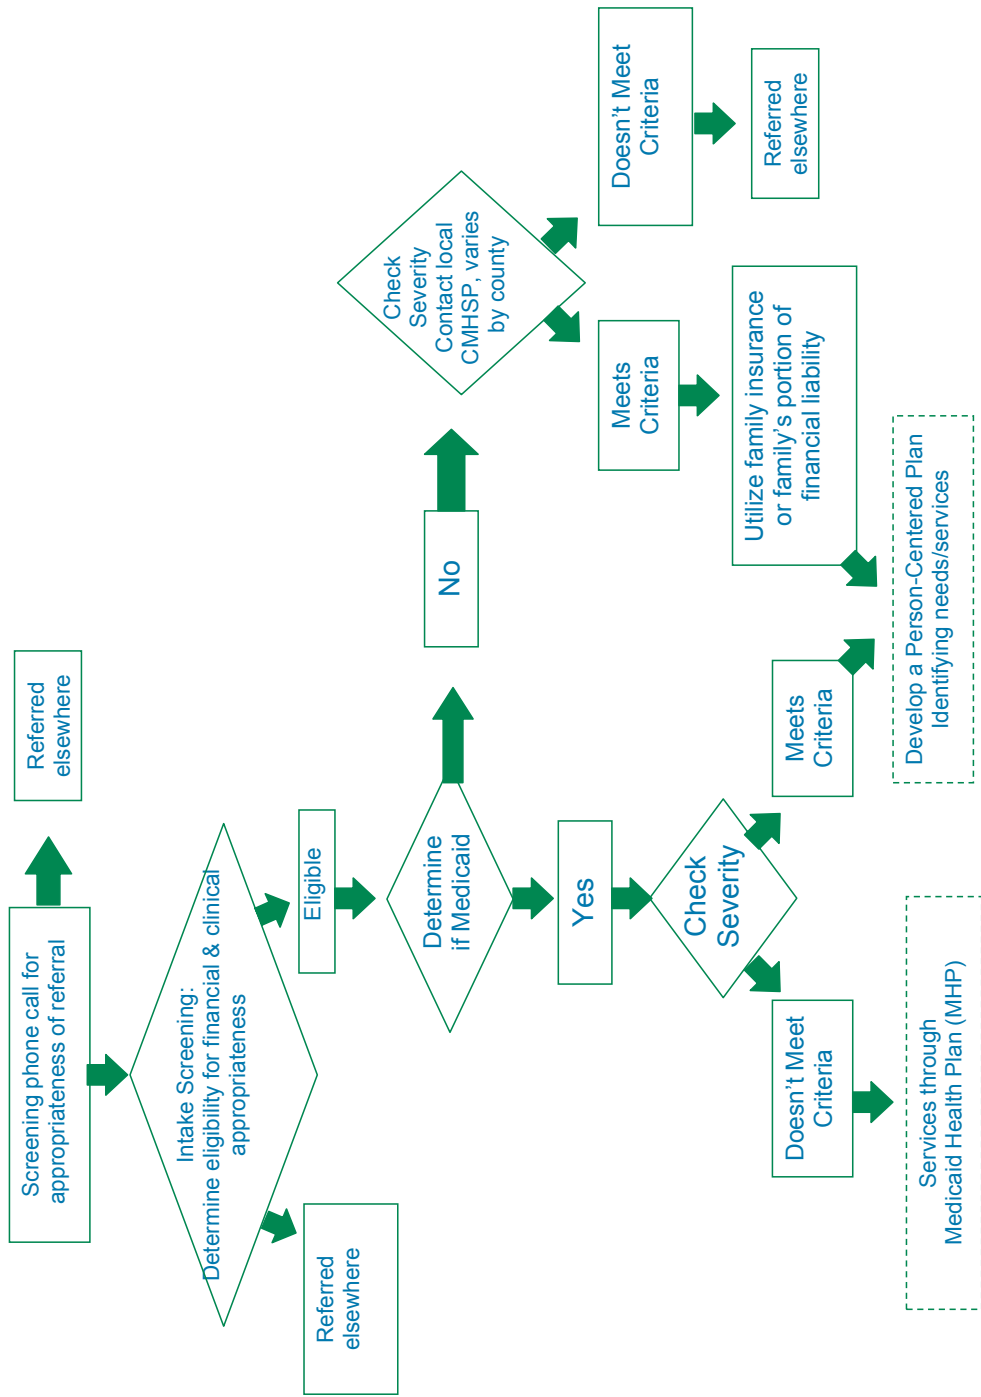 Screening phone call for
appropriateness of referral
Referred
elsewhere
Intake Screening:
Determine eligibility for financial & clinical
appropriateness
Referred
elsewhere
Eligible
Determine
if Medicaid
No
Check
Severity
Contact local
CMHSP, varies
by county
Yes
Check
Severity
Meets
Criteria
Doesn't Meet
Criteria
Utilize family insurance
or family's portion of
financial liability
Referred
elsewhere
Doesn't Meet
Criteria
Meets
Criteria
Services through
Medicaid Health Plan (MHP)
Develop a Person-Centered Plan
Identifying needs/services